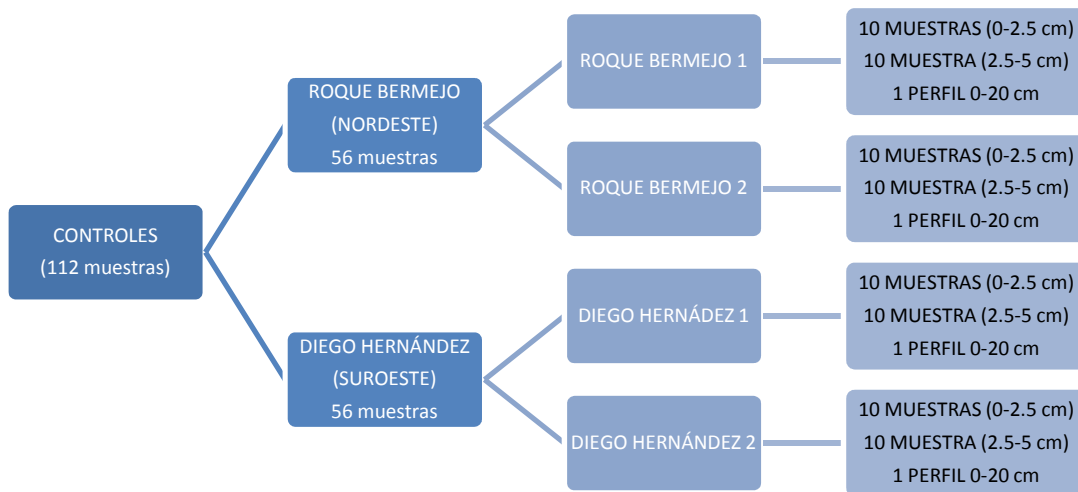 CONTROLES
(112 muestras)
ROQUE BERMEJO
(NORDESTE)
56 muestras
ROQUE BERMEJO 1
10 MUESTRAS (0-2.5 cm)
10 MUESTRA (2.5-5 cm)
1 PERFIL 0-20 cm
ROQUE BERMEJO 2
10 MUESTRAS (0-2.5 cm)
10 MUESTRA (2.5-5 cm)
1 PERFIL 0-20 cm
DIEGO HERNÁNDEZ
(SUROESTE)
56 muestras
DIEGO HERNÁDEZ 1
10 MUESTRAS (0-2.5 cm)
10 MUESTRA (2.5-5 cm)
1 PERFIL 0-20 cm
DIEGO HERNÁNDEZ 2
10 MUESTRAS (0-2.5 cm)
10 MUESTRA (2.5-5 cm)
1 PERFIL 0-20 cm